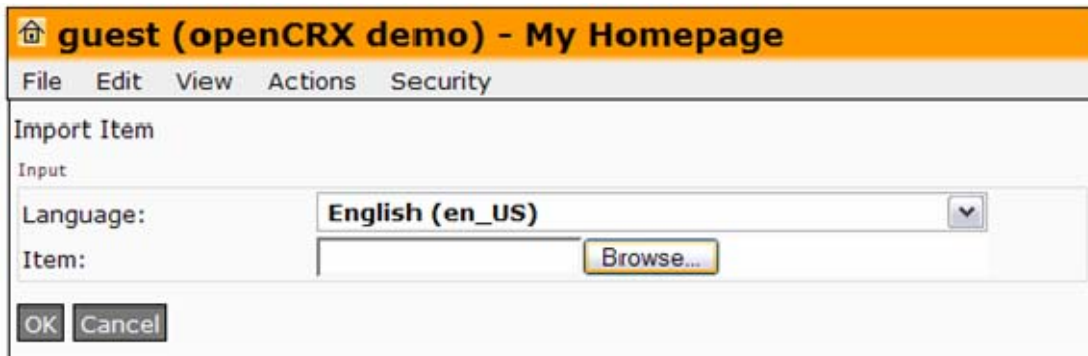 guest (openCRX demo) - My Homepage
File Edit View Actions Security
Import Item
Input
Language: English (en_US)
Item: Browse...
OK Cancel